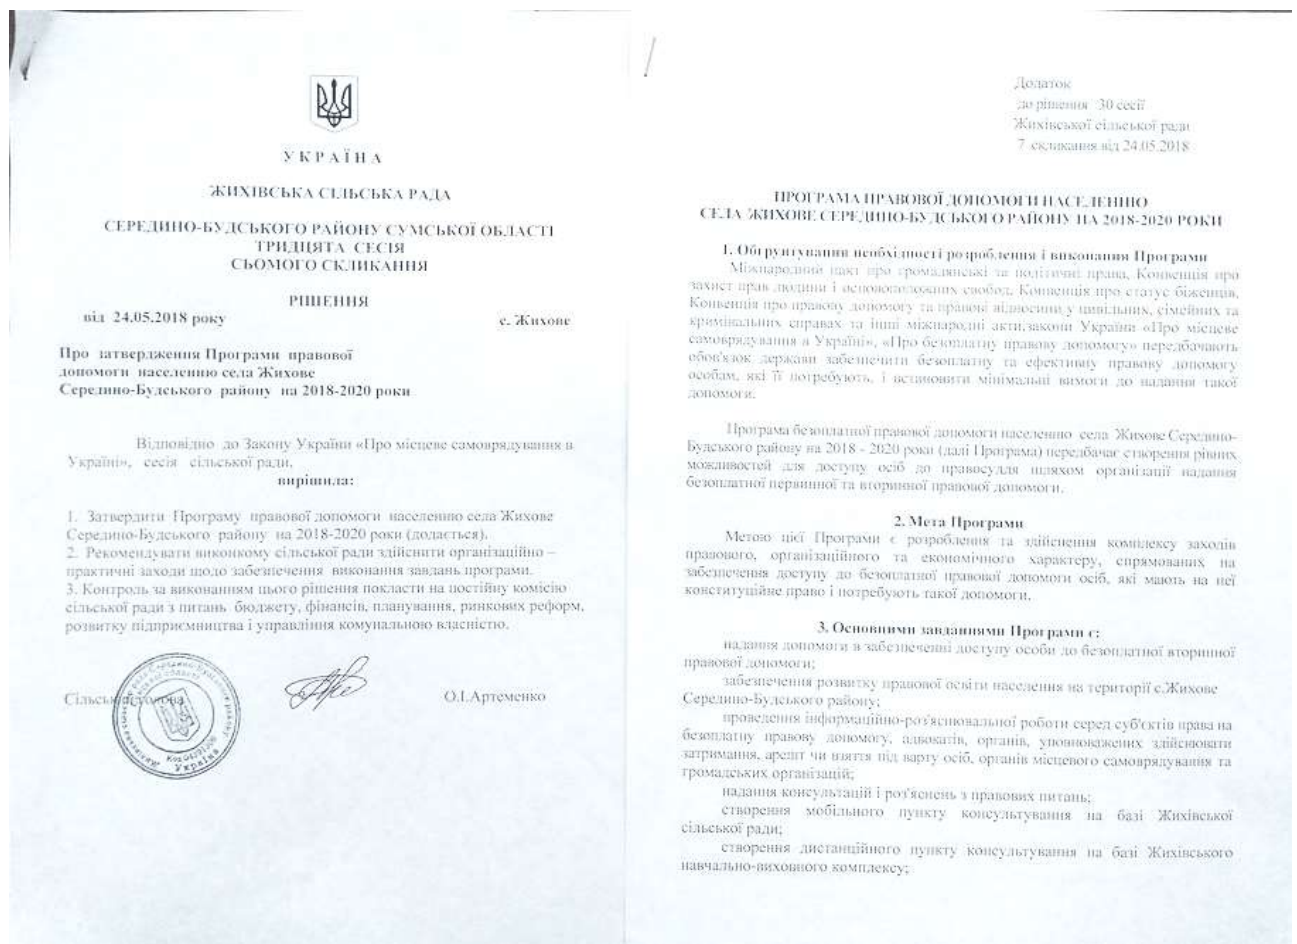 УКРАЇНА
ЖИХІВСЬКА СІЛЬСЬКА РАДА
СЕРЕДИНО-БУДСЬКОГО РАЙОНУ СУМСЬКОЇ ОБЛАСТІ
ТРИДЦЯТА СЕСІЯ
СЬОМОГО СКЛИКАННЯ
РІШЕННЯ
від 24.05.2018 року с. Жихове
Про затвердження Програми правової
допомоги населенню села Жихове
Середино-Будського району на 2018-2020 роки
Відповідно до Закону України «Про місцеве самоврядування в
Україні», сесія сільської ради,
вирішила:
1. Затвердити Програму правової допомоги населенню села Жихове
Середино-Будського району на 2018-2020 роки (додається).
2. Рекомендувати виконкому сільської ради здійснити організаційно –
практичні заходи щодо забезпечення виконання завдань програми.
3. Контроль за виконанням цього рішення покласти на постійну комісію
сільської ради з питань бюджету, фінансів, планування, ринкових реформ,
розвитку підприємництва і управління комунальною власністю.
Сільський голова О.І.Артеменко
Україна
Додаток
до рішення 30 сесії
Жихівської сільської ради
7 скликання від 24.05.2018
ПРОГРАМА ПРАВОВОЇ ДОПОМОГИ НАСЕЛЕННЮ
СЕЛА ЖИХОВЕ СЕРЕДИНО-БУДСЬКОГО РАЙОНУ НА 2018-2020 РОКИ
1. Обґрунтування необхідності розроблення і виконання Програми
Міжнародний пакт про громадянські та політичні права, Конвенція про
захист прав людини і основоположних свобод, Конвенція про статус біженців,
Конвенція про правову допомогу та правові відносини у цивільних, сімейних та
кримінальних справах та інші міжнародні акти,закони України «Про місцеве
самоврядування в Україні», «Про безоплатну правову допомогу» передбачають
обов'язок держави забезпечити безоплатну та ефективну правову допомогу
особам, які її потребують, і встановити мінімальні вимоги до надання такої
допомоги.
Програма безоплатної правової допомоги населенню села Жихове Середино-
Будського району на 2018 - 2020 роки (далі Програма) передбачає створення рівних
можливостей для доступу осіб до правосуддя шляхом організації надання
безоплатної первинної та вторинної правової допомоги.
2. Мета Програми
Метою цієї Програми є розроблення та здійснення комплексу заходів
правового, організаційного та економічного характеру, спрямованих на
забезпечення доступу до безоплатної правової допомоги осіб, які мають на неї
конституційне право і потребують такої допомоги.
3. Основними завданнями Програми є:
надання допомоги в забезпеченні доступу особи до безоплатної вторинної
правової допомоги;
забезпечення розвитку правової освіти населення на території с.Жихове
Середино-Будського району;
проведення інформаційно-роз'яснювальної роботи серед суб'єктів права на
безоплатну правову допомогу, адвокатів, органів, уповноважених здійснювати
затримання, арешт чи взяття під варту осіб, органів місцевого самоврядування та
громадських організацій;
надання консультацій і роз'яснень з правових питань;
створення мобільного пункту консультування на базі Жихівської
сільської ради;
створення дистанційного пункту консультування на базі Жихівського
навчально-виховного комплексу;